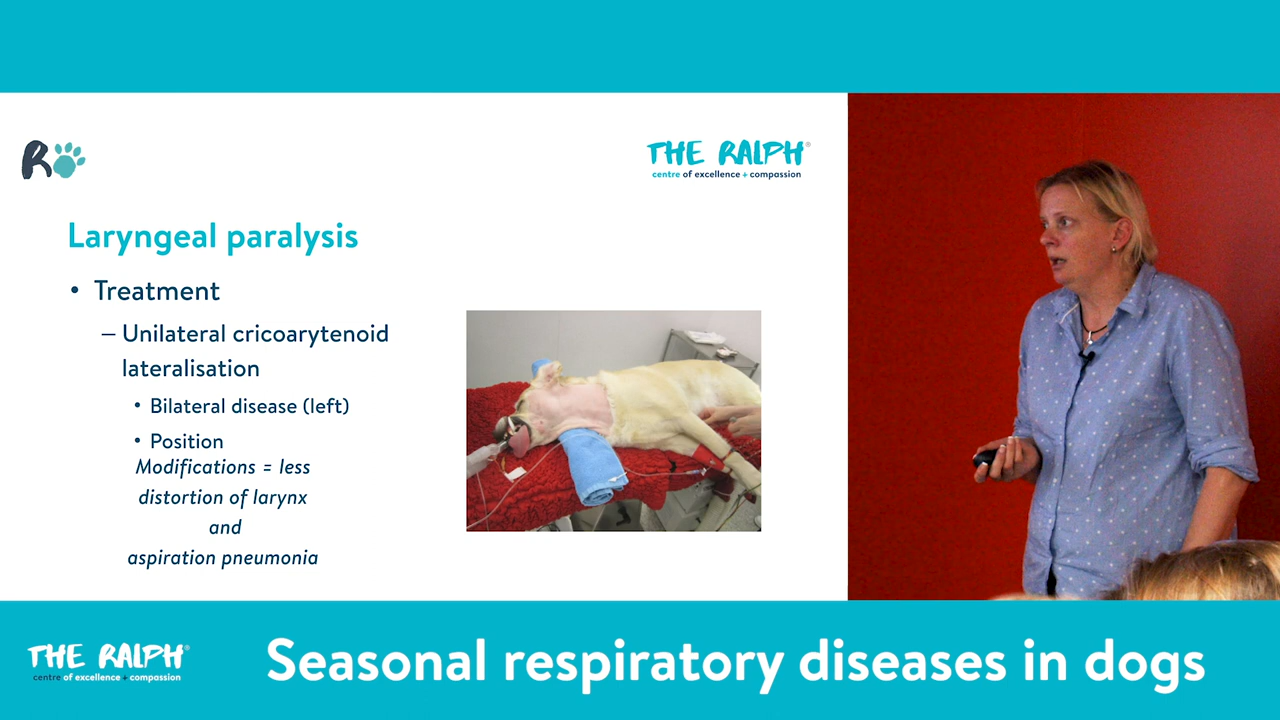 R
THE RALPH®
centre of excellence + compassion
Laryngeal paralysis
• Treatment
– Unilateral cricoarytenoid
lateralisation
• Bilateral disease (left)
• Position
Modifications = less
distortion of larynx
and
aspiration pneumonia
THE RALPH®
centre of excellence + compassion
Seasonal respiratory diseases in dogs